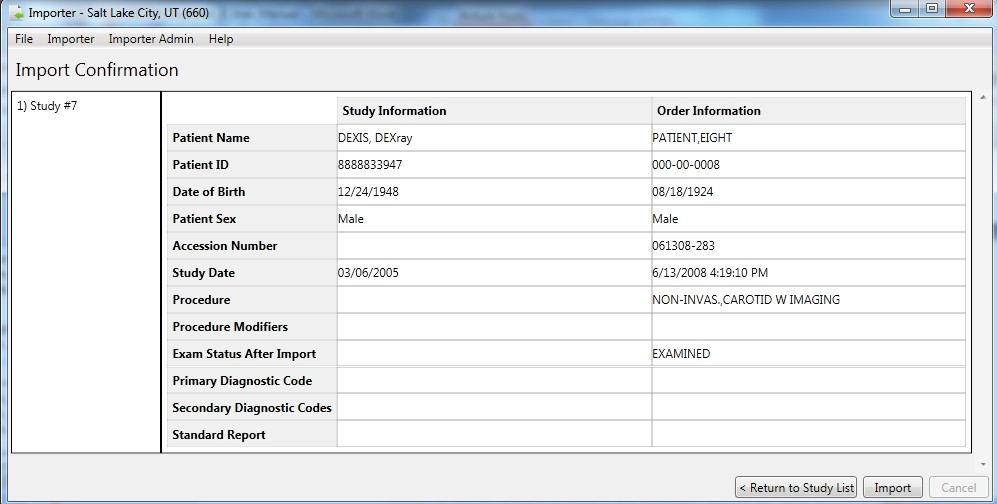 Importer - Salt Lake City, UT (660)
File Importer Importer Admin Help
Import Confirmation
1) Study #7
Study Information Order Information
Patient Name DEXIS, DEXray PATIENT,EIGHT
Patient ID 8888833947 000-00-0008
Date of Birth 12/24/1948 08/18/1924
Patient Sex Male Male
Accession Number 061308-283
Study Date 03/06/2005 6/13/2008 4:19:10 PM
Procedure NON-INVAS.,CAROTID W IMAGING
Procedure Modifiers
Exam Status After Import EXAMINED
Primary Diagnostic Code
Secondary Diagnostic Codes
Standard Report
< Return to Study List Import Cancel